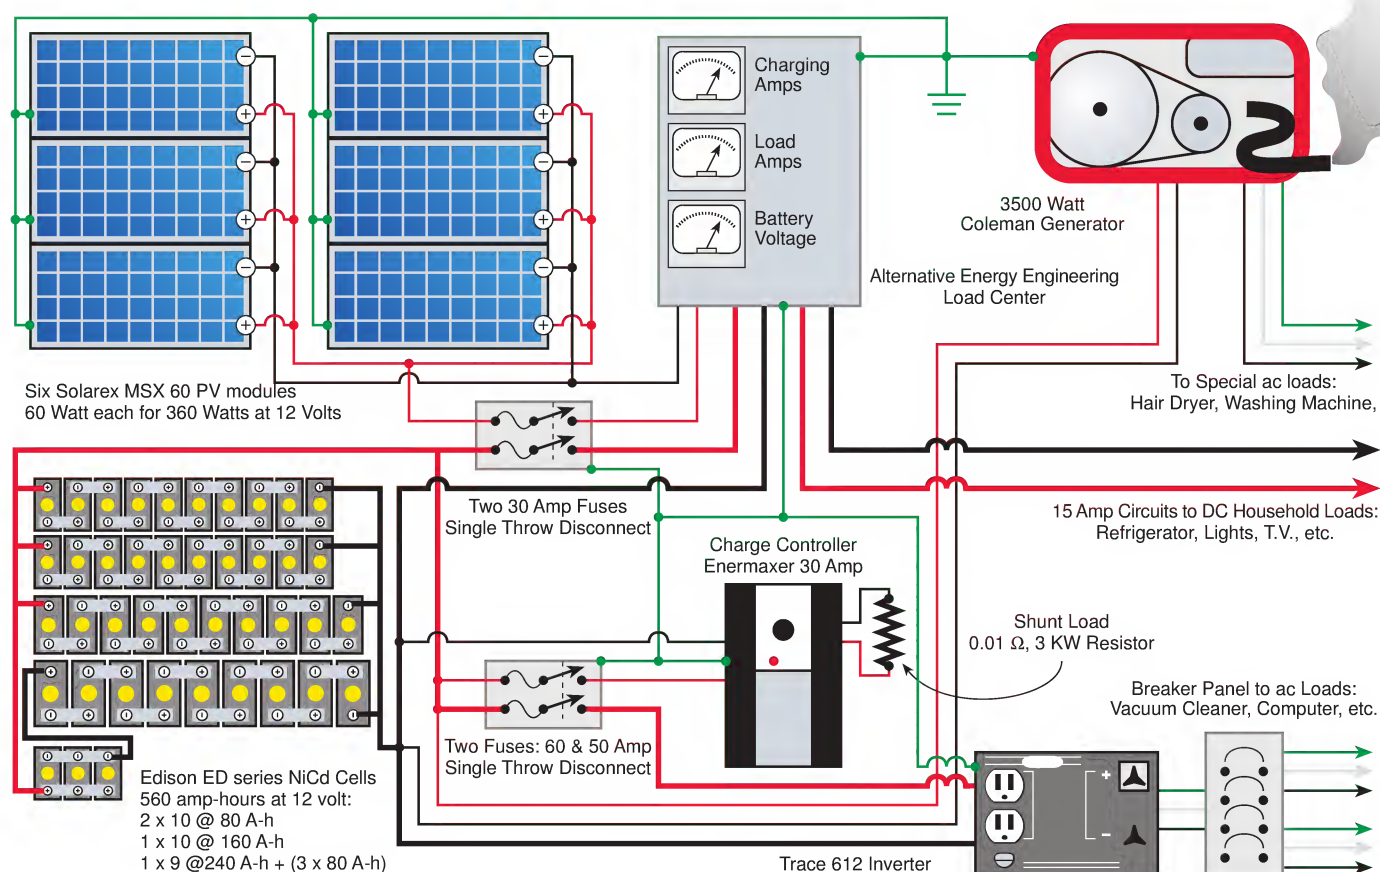 Charging
Amps
Load
Amps
Battery
Voltage
3500 Watt
Coleman Generator
Alternative Energy Engineering
Load Center
Six Solarex MSX 60 PV modules
60 Watt each for 360 Watts at 12 Volts
To Special ac loads:
Hair Dryer, Washing Machine,
Two 30 Amp Fuses
Single Throw Disconnect
15 Amp Circuits to DC Household Loads:
Refrigerator, Lights, T.V., etc.
Charge Controller
Enermaxer 30 Amp
Shunt Load
0.01 Ω, 3 KW Resistor
Breaker Panel to ac Loads:
Vacuum Cleaner, Computer, etc.
Two Fuses: 60 & 50 Amp
Single Throw Disconnect
Edison ED series NiCd Cells
560 amp-hours at 12 volt:
2 x 10 @ 80 A-h
1 x 10 @ 160 A-h
1 x 9 @240 A-h + (3 x 80 A-h)
Trace 612 Inverter